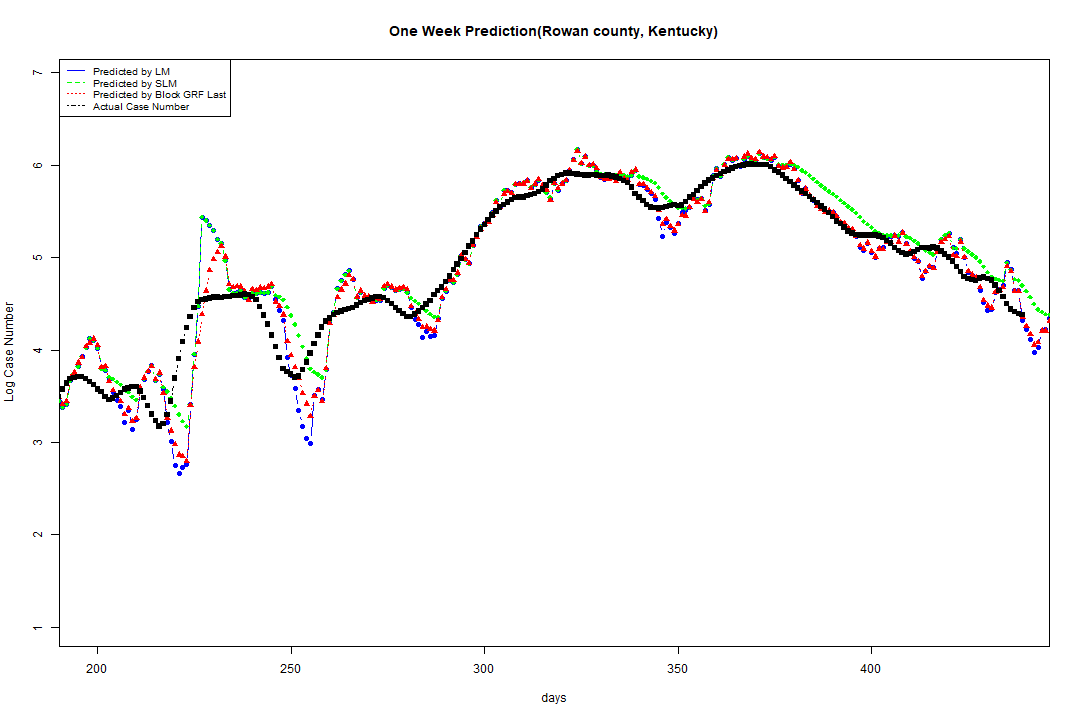 One Week Prediction(Rowan county, Kentucky)
Predicted by LM
Predicted by SLM
Predicted by Block GRF Last
Actual Case Number
Log Case Number
7
6
5
4
3
2
1
200 250 300 350 400
days